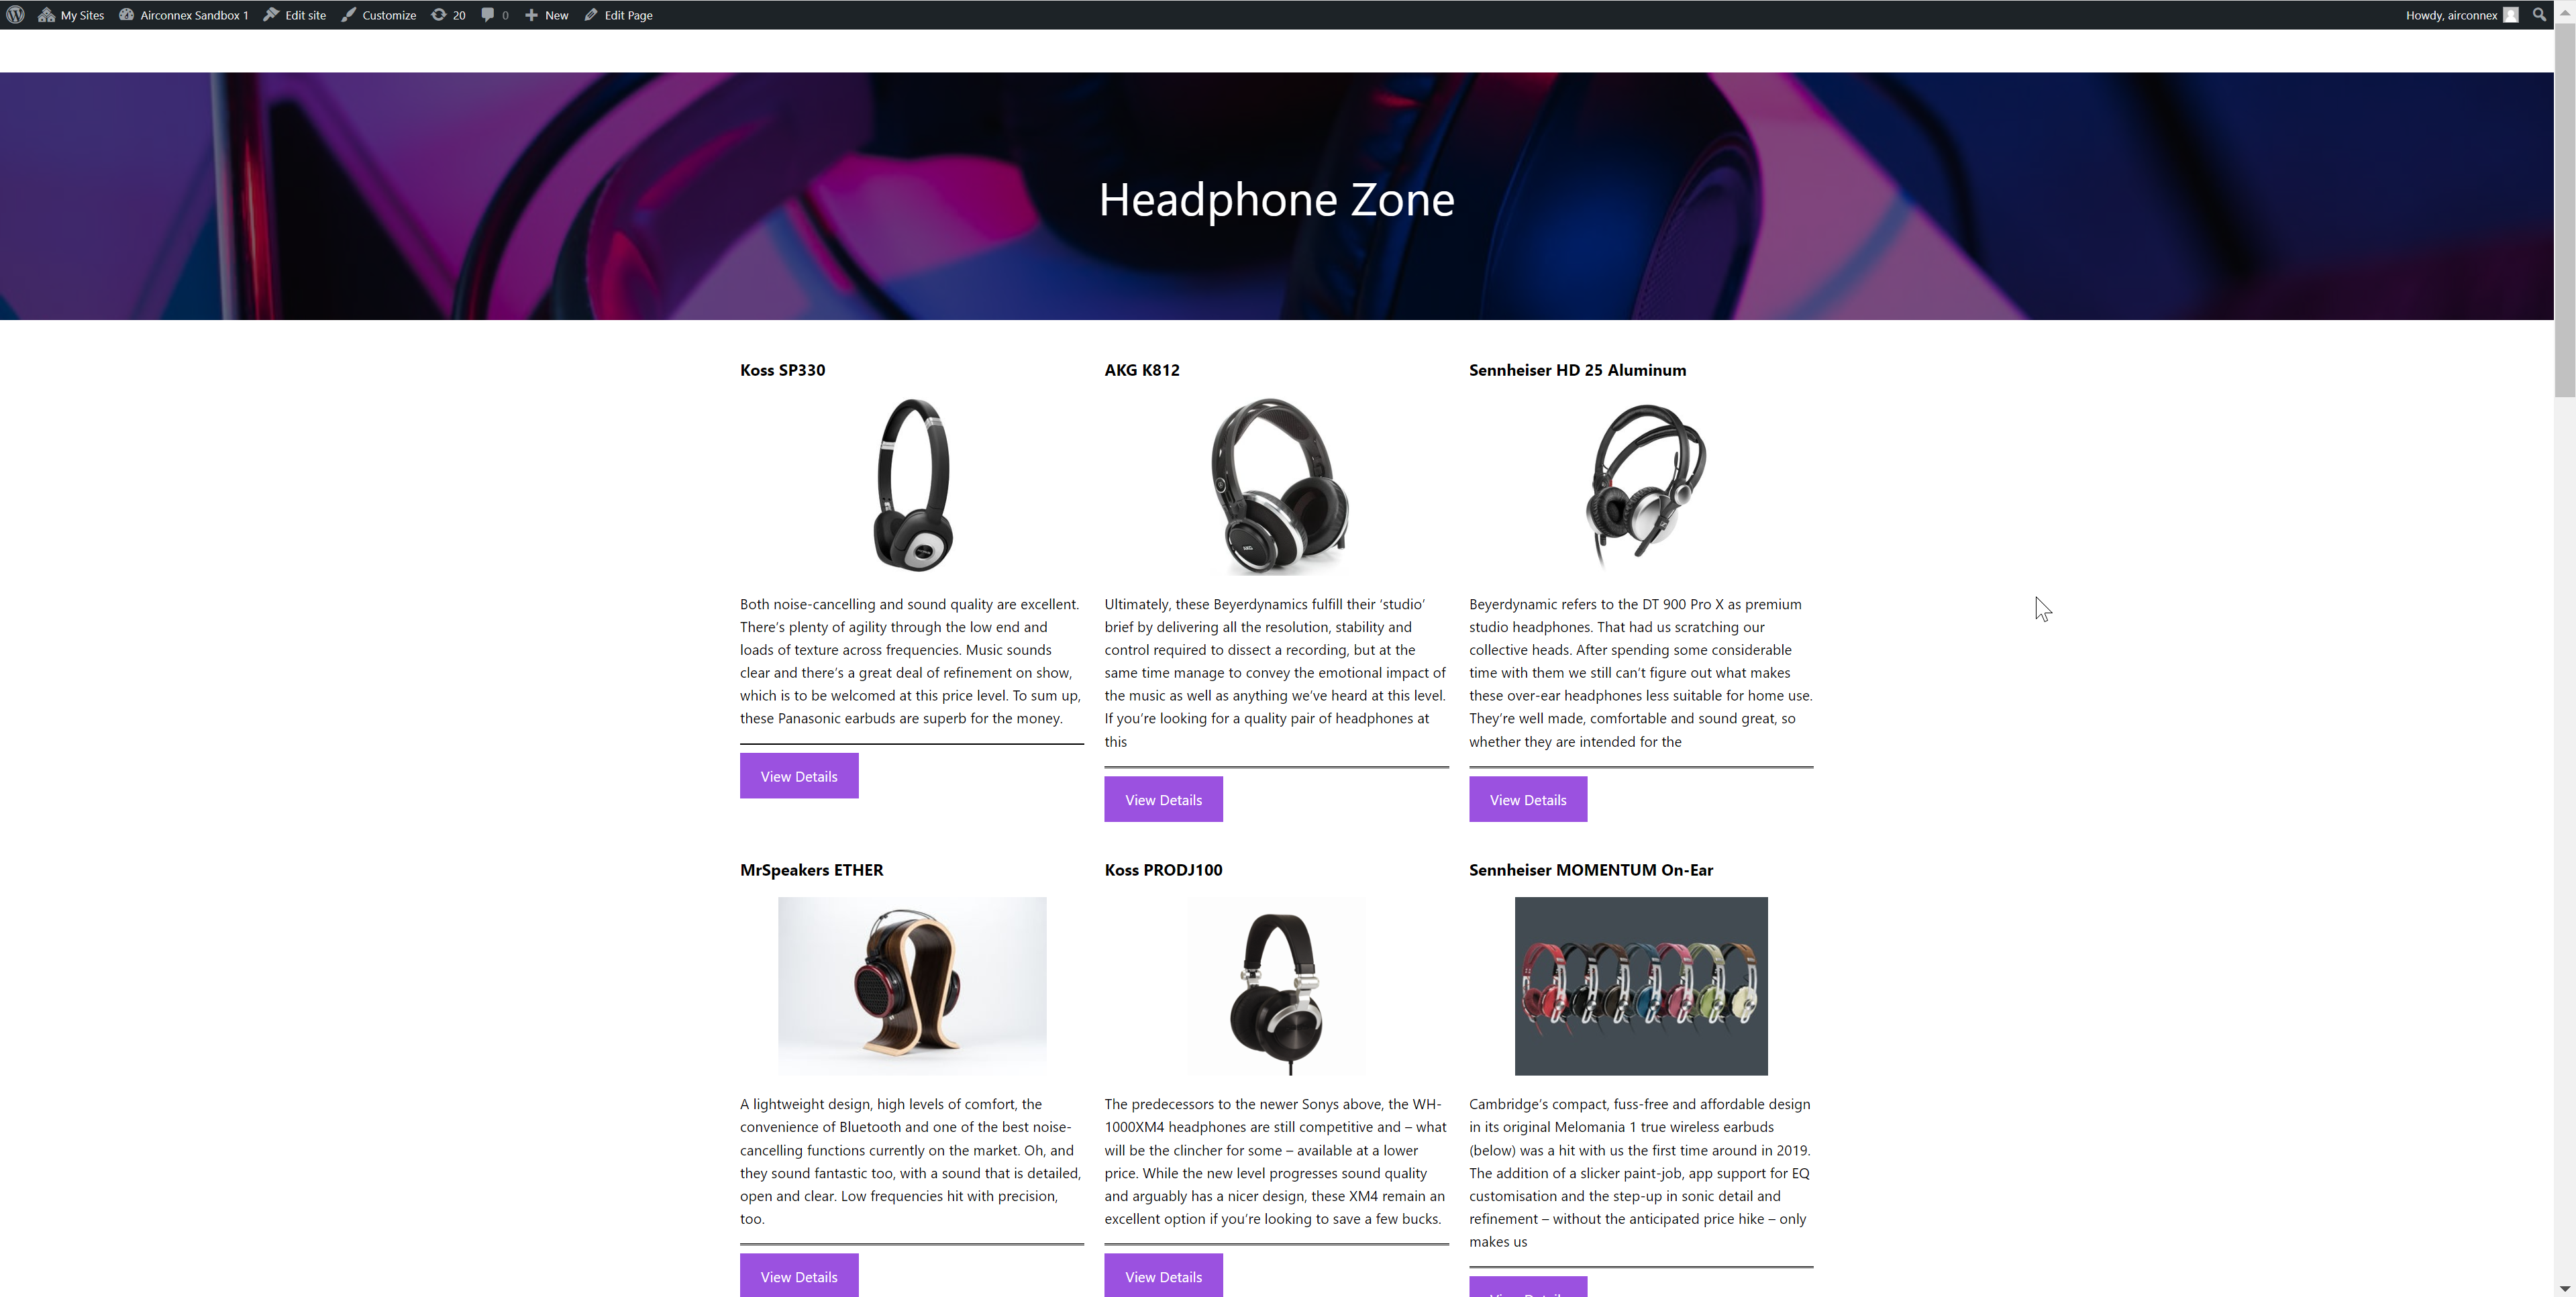 My Sites Airconnex Sandbox 1 Edit site Customize 20 0 New Edit Page Howdy, airconnex
Headphone Zone
Koss SP330
Both noise-cancelling and sound quality are excellent.
There’s plenty of agility through the low end and
loads of texture across frequencies. Music sounds
clear and there’s a great deal of refinement on show,
which is to be welcomed at this price level. To sum up,
these Panasonic earbuds are superb for the money.
View Details
AKG K812
AKG
Ultimately, these Beyerdynamics fulfill their ‘studio’
brief by delivering all the resolution, stability and
control required to dissect a recording, but at the
same time manage to convey the emotional impact of
the music as well as anything we’ve heard at this level.
If you’re looking for a quality pair of headphones at
this
View Details
Sennheiser HD 25 Aluminum
Beyerdynamic refers to the DT 900 Pro X as premium
studio headphones. That had us scratching our
collective heads. After spending some considerable
time with them we still can’t figure out what makes
these over-ear headphones less suitable for home use.
They’re well made, comfortable and sound great, so
whether they are intended for the
View Details
MrSpeakers ETHER
A lightweight design, high levels of comfort, the
convenience of Bluetooth and one of the best noise-
cancelling functions currently on the market. Oh, and
they sound fantastic too, with a sound that is detailed,
open and clear. Low frequencies hit with precision,
too.
View Details
Koss PRODJ100
The predecessors to the newer Sonys above, the WH-
1000XM4 headphones are still competitive and – what
will be the clincher for some – available at a lower
price. While the new level progresses sound quality
and arguably has a nicer design, these XM4 remain an
excellent option if you’re looking to save a few bucks.
View Details
Sennheiser MOMENTUM On-Ear
Cambridge’s compact, fuss-free and affordable design
in its original Melomania 1 true wireless earbuds
(below) was a hit with us the first time around in 2019.
The addition of a slicker paint-job, app support for EQ
customisation and the step-up in sonic detail and
refinement – without the anticipated price hike – only
makes us